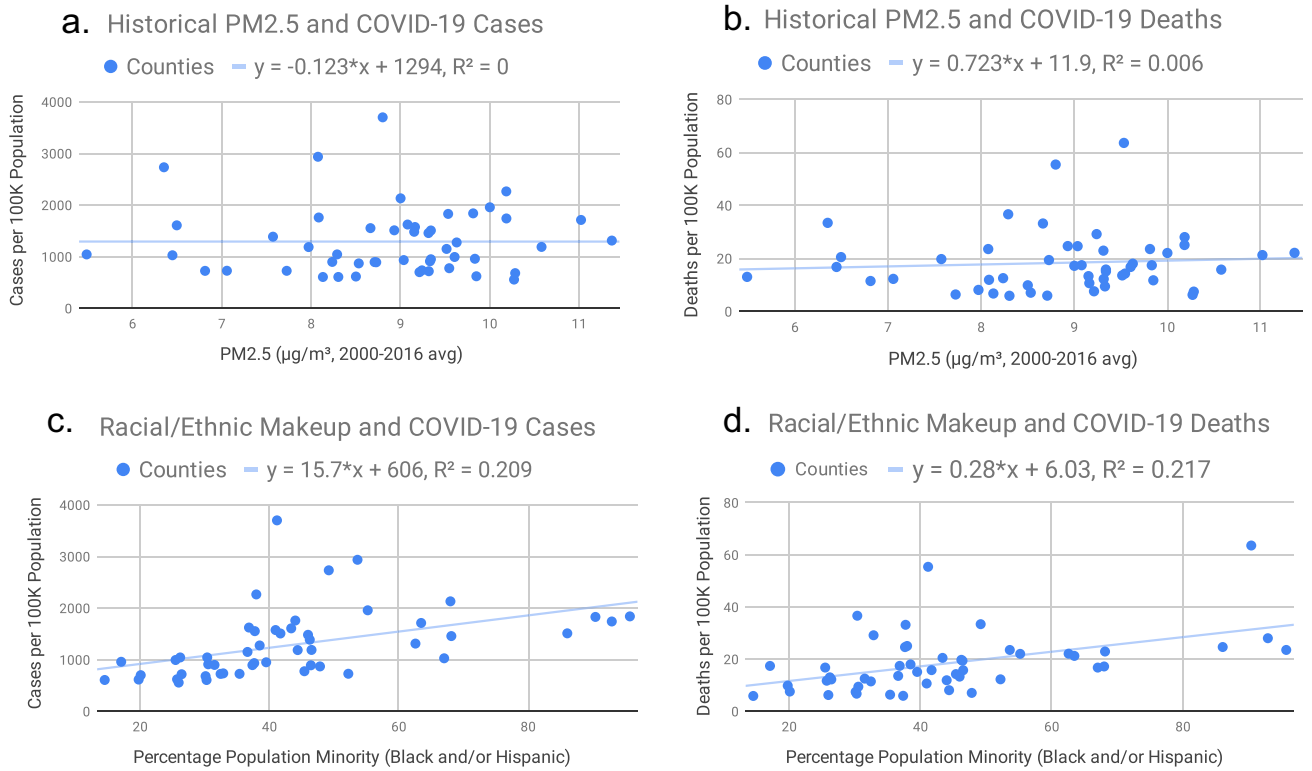 a. Historical PM2.5 and COVID-19 Cases
Counties y = -0.123*x + 1294, R² = 0
Cases per 100K Population
4000
3000
2000
1000
0
6 7 8 9 10 11
PM2.5 (µg/m³, 2000-2016 avg)
b. Historical PM2.5 and COVID-19 Deaths
Counties y = 0.723*x + 11.9, R² = 0.006
Deaths per 100K Population
80
60
40
20
0
6 7 8 9 10 11
PM2.5 (µg/m³, 2000-2016 avg)
c. Racial/Ethnic Makeup and COVID-19 Cases
Counties y = 15.7*x + 606, R² = 0.209
Cases per 100K Population
4000
3000
2000
1000
0
20 40 60 80
Percentage Population Minority (Black and/or Hispanic)
d. Racial/Ethnic Makeup and COVID-19 Deaths
Counties y = 0.28*x + 6.03, R² = 0.217
Deaths per 100K Population
80
60
40
20
0
20 40 60 80
Percentage Population Minority (Black and/or Hispanic)